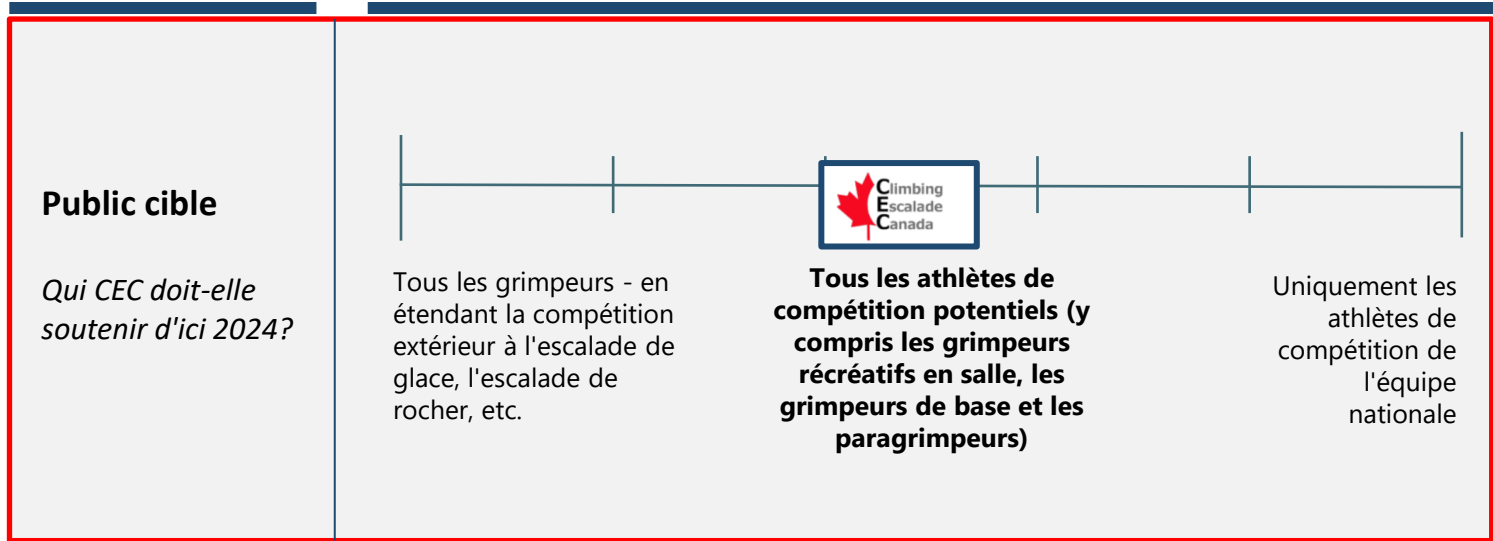 Public cible
Qui CEC doit-elle
soutenir d'ici 2024?
Climbing
Escalade
Canada
Tous les grimpeurs - en
étendant la compétition
extérieur à l'escalade de
glace, l'escalade de
rocher, etc.
Tous les athlètes de
compétition potentiels (y
compris les grimpeurs
récréatifs en salle, les
grimpeurs de base et les
paragrimpeurs)
Uniquement les
athlètes de
compétition de
l'équipe
nationale